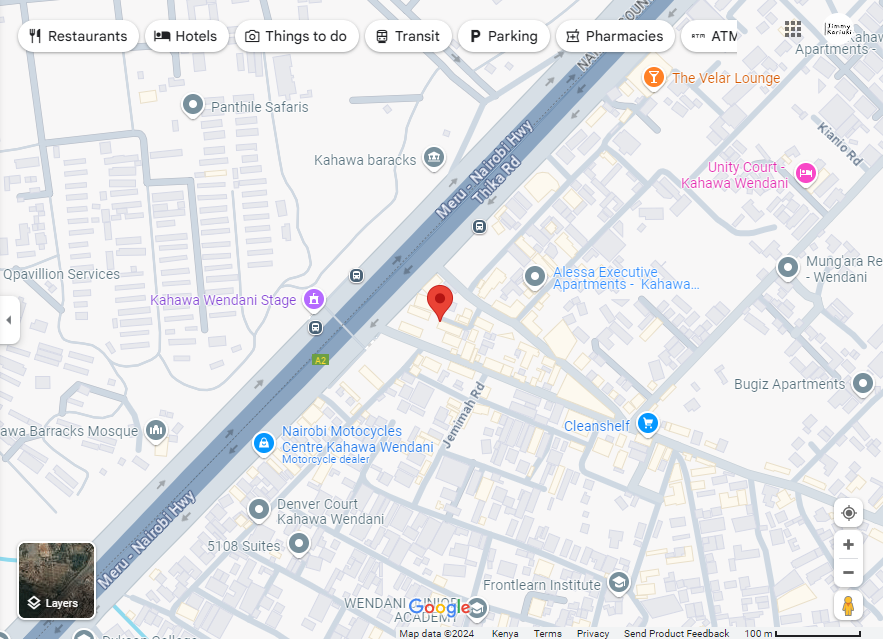 Restaurants
Hotels
Things to do
Transit
Parking
Pharmacies
ATM
Jimmy
Kariuki
Kahaw
Apartments -
The Velar Lounge
Panthile Safaris
Kianio Rd
Kahawa baracks
Meru - Nairobi Hwy
Thika Rd
Unity Court -
Kahawa Wendani
Mung'ara Re
- Wendani
Qpavillion Services
Alessa Executive
Apartments - Kahawa...
Kahawa Wendani Stage
A2
Bugiz Apartments
Jemimah Rd
Cleanshelf
awa Barracks Mosque
Nairobi Motocycles
Centre Kahawa Wendani
Motorcycle dealer
Denver Court
Kahawa Wendani
Meru - Nairobi Hwy
5108 Suites
Frontlearn Institute
Layers
WENDANI JUNIOR
ACADEMY
Google
Map data ©2024
Kenya
Terms
Privacy
Send Product Feedback
100 m